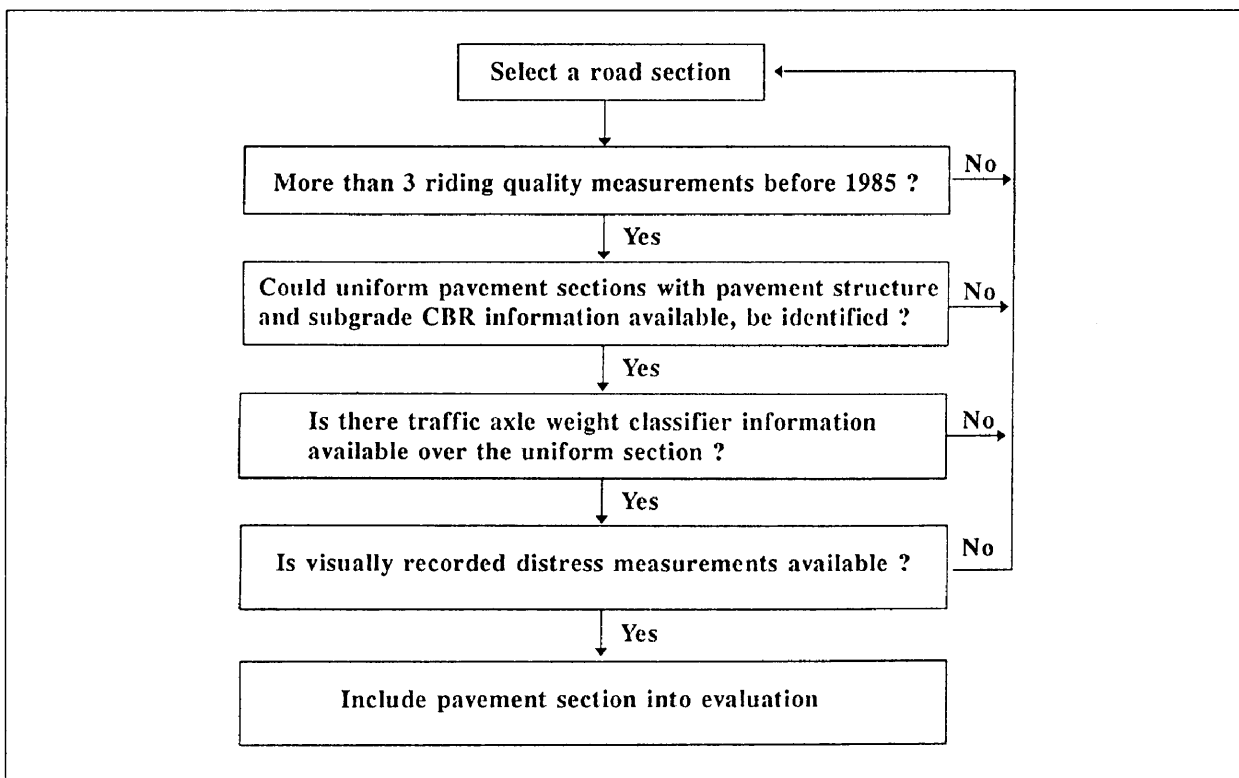 Select a road section
More than 3 riding quality measurements before 1985 ?
No
Yes
Could uniform pavement sections with pavement structure
and subgrade CBR information available, be identified ?
No
Yes
Is there traffic axle weight classifier information
available over the uniform section ?
No
Yes
Is visually recorded distress measurements available ?
No
Yes
Include pavement section into evaluation